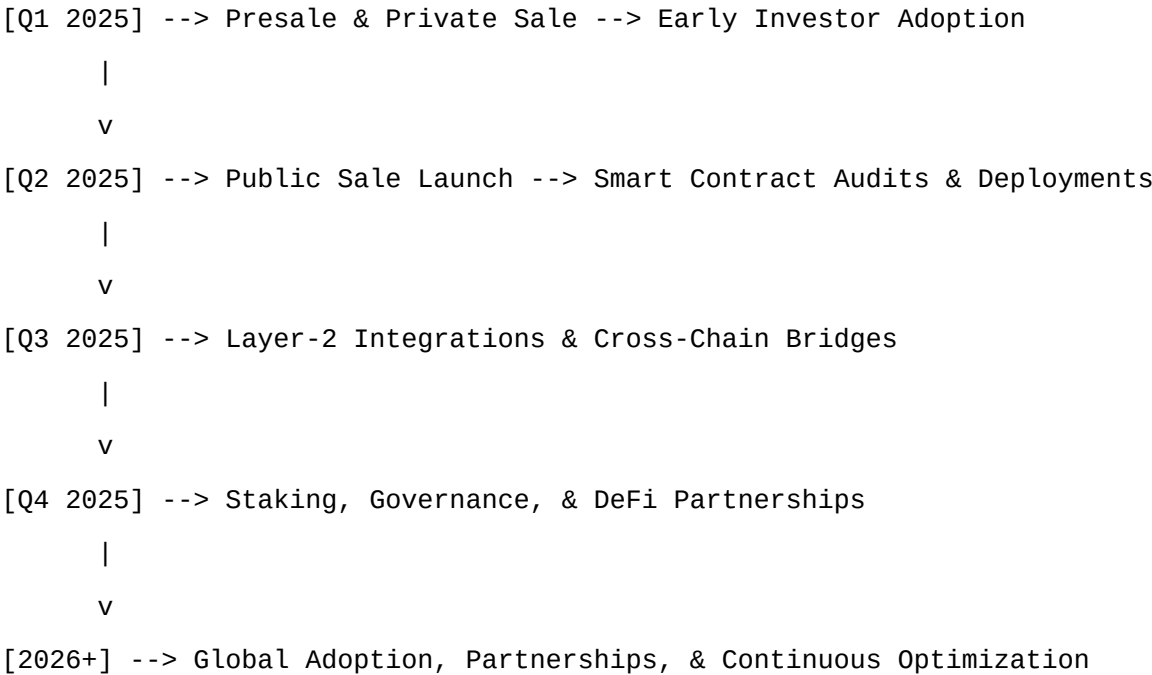 [Q1 2025] --> Presale & Private Sale --> Early Investor Adoption
|
v
[Q2 2025] --> Public Sale Launch --> Smart Contract Audits & Deployments
|
v
[Q3 2025] --> Layer-2 Integrations & Cross-Chain Bridges
|
v
[Q4 2025] --> Staking, Governance, & DeFi Partnerships
|
v
[2026+] --> Global Adoption, Partnerships, & Continuous Optimization